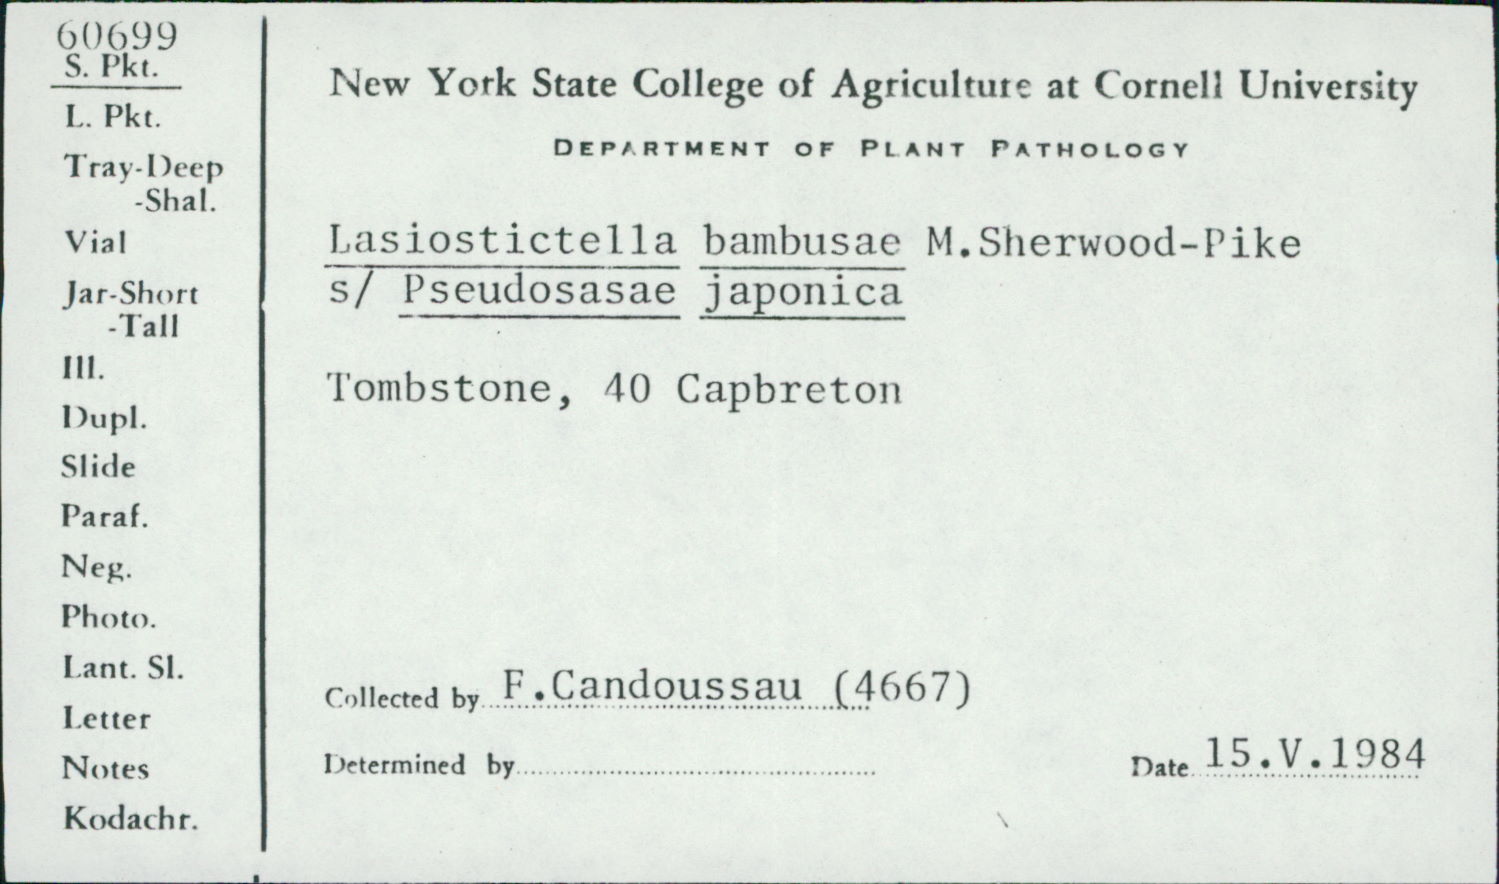 60699
S. Pkt.
L. Pkt.
Tray-Deep
-Shal.
Vial
Jar-Short
-Tall
Ill.
Dupl.
Slide
Paraf.
Neg.
Photo.
Lant. Sl.
Letter
Notes
Kodachr.
New York State College of Agriculture at Cornell University
DEPARTMENT OF PLANT PATHOLOGY
Lasiostictella bambusae M.Sherwood-Pike
s/ Pseudosasae japonica
Tombstone, 40 Capbreton
Collected by F.Candoussau (4667)
Determined by
Date 15.V.1984